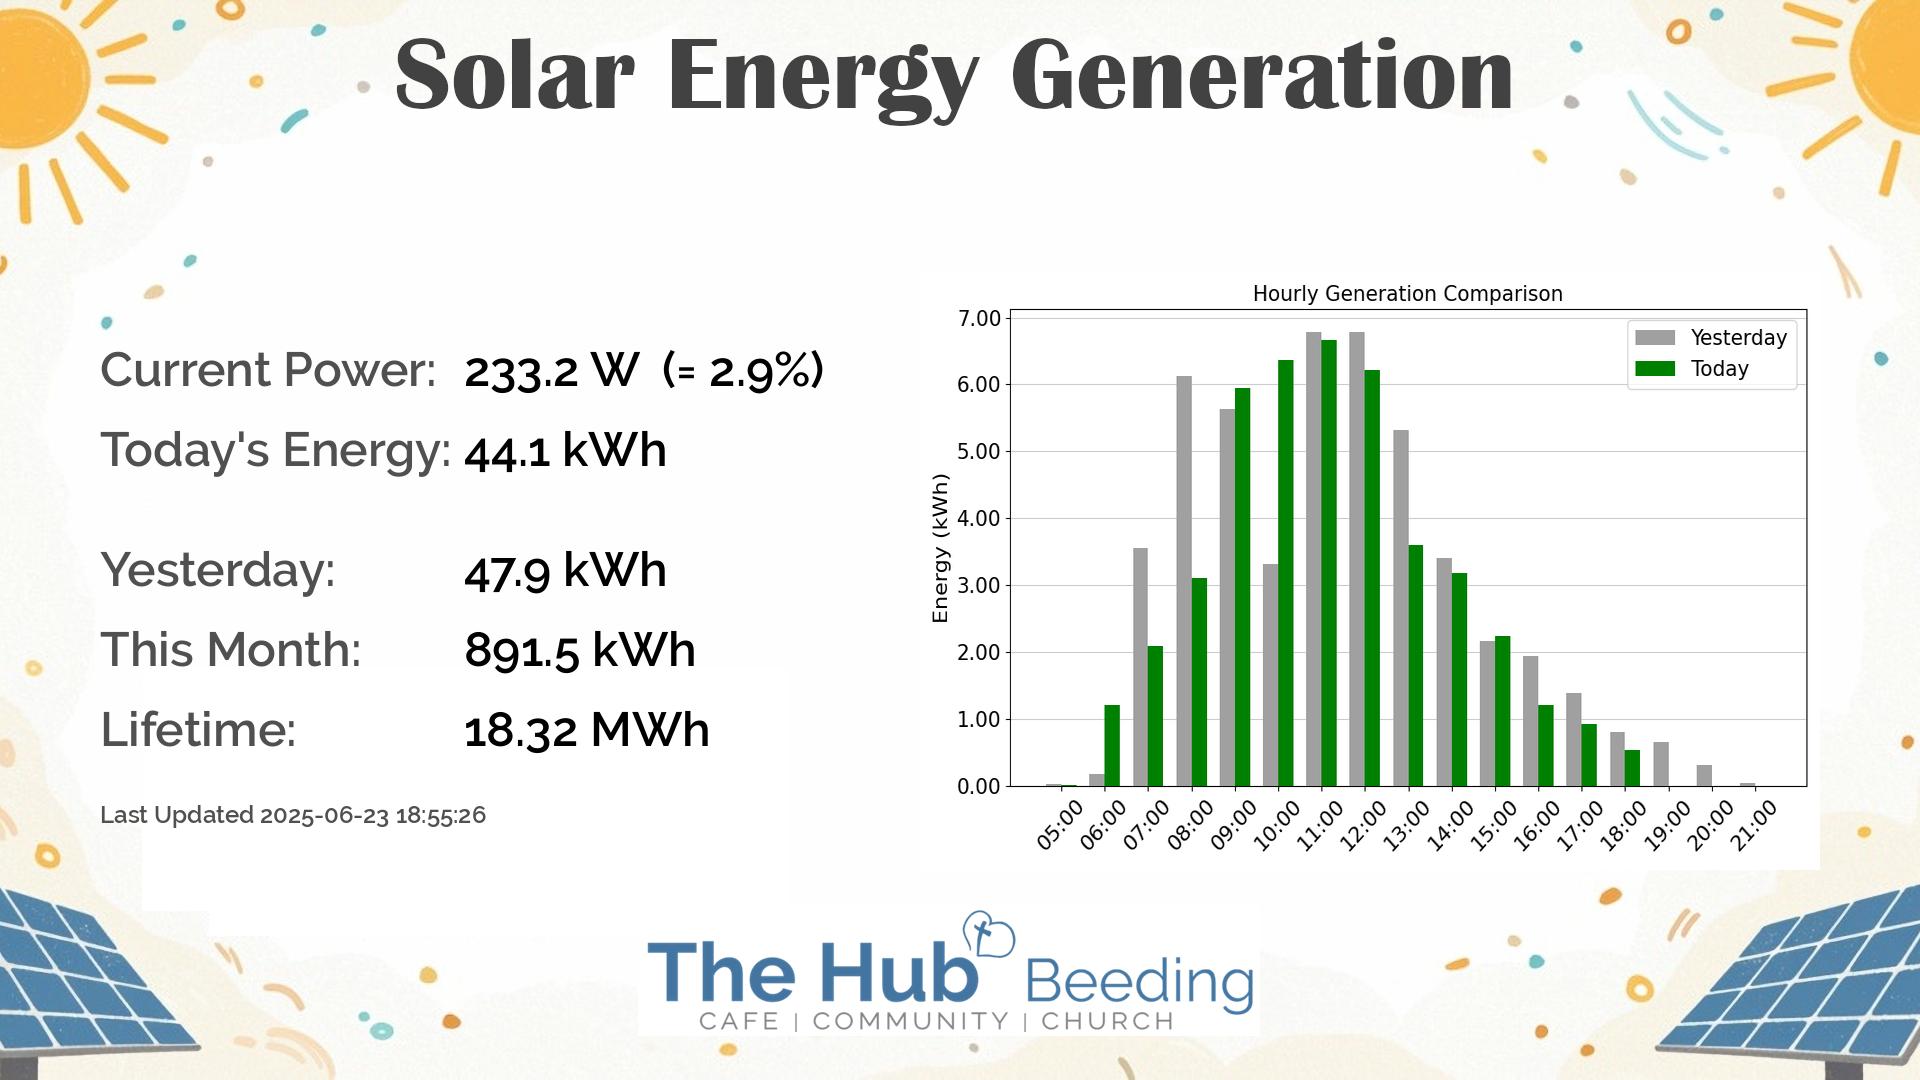 Solar Energy Generation
Current Power: 233.2 W (= 2.9%)
Today's Energy: 44.1 kWh
Yesterday: 47.9 kWh
This Month: 891.5 kWh
Lifetime: 18.32 MWh
Last Updated 2025-06-23 18:55:26
Hourly Generation Comparison
Yesterday
Today
Energy (kWh)
7.00
6.00
5.00
4.00
3.00
2.00
1.00
0.00
05:00 06:00 07:00 08:00 09:00 10:00 11:00 12:00 13:00 14:00 15:00 16:00 17:00 18:00 19:00 20:00 21:00
The Hub Beeding
CAFE | COMMUNITY | CHURCH